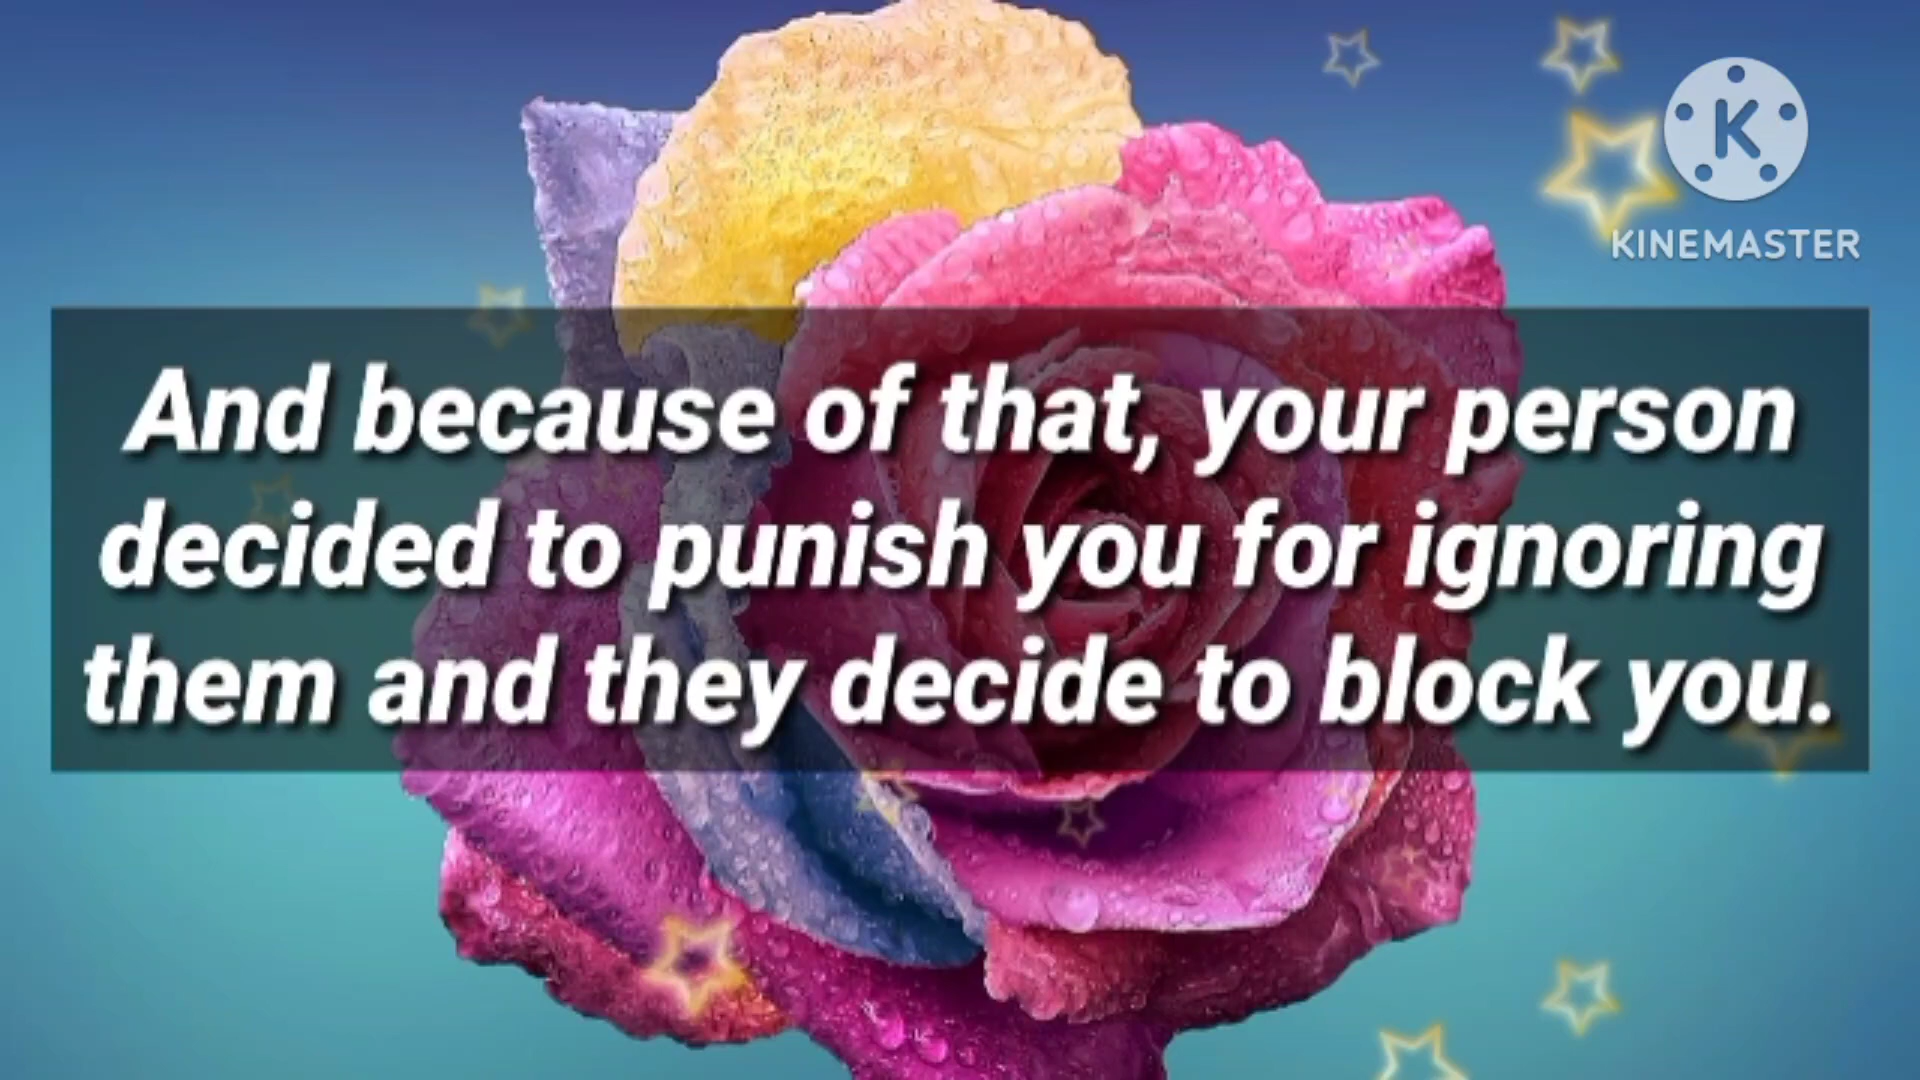 KINEMASTER
And because of that, your person
decided to punish you for ignoring
them and they decide to block you.